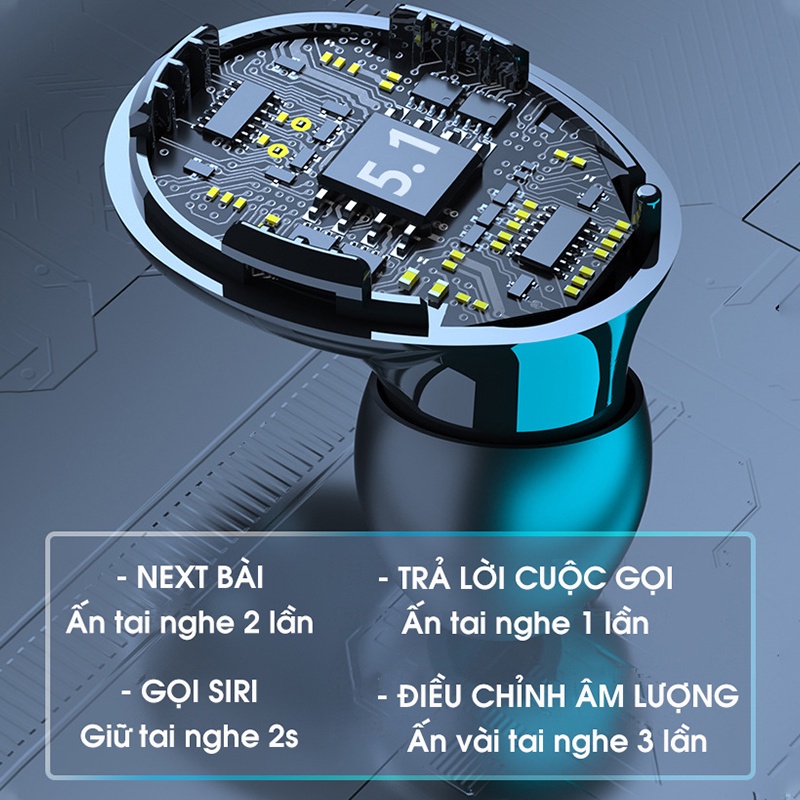 5.1
- NEXT BÀI
Ấn tai nghe 2 lần
- TRẢ LỜI CUỘC GỌI
Ấn tai nghe 1 lần
- GỌI SIRI
Giữ tai nghe 2s
- ĐIỀU CHỈNH ÂM LƯỢNG
Ấn vài tai nghe 3 lần